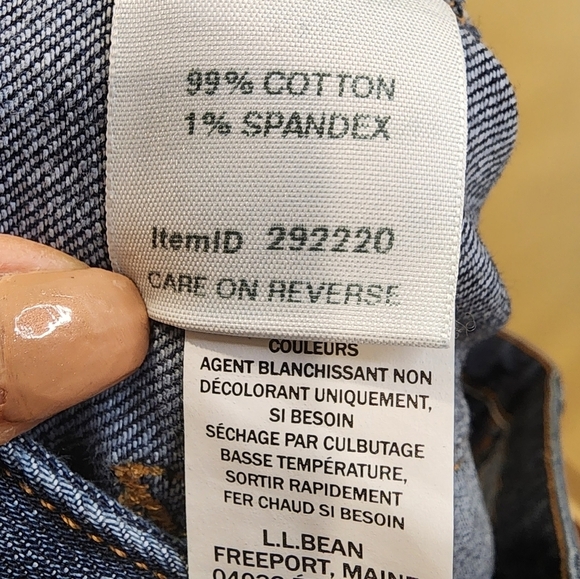 99% COTTON
1% SPANDEX
ItemID 292220
CARE ON REVERSE
COULEURS
AGENT BLANCHISSANT NON
DÉCOLORANT UNIQUEMENT,
SI BESOIN
SÉCHAGE PAR CULBUTAGE
BASSE TEMPÉRATURE,
SORTIR RAPIDEMENT
FER CHAUD SI BESOIN
L.L.BEAN
FREEPORT, MAINE